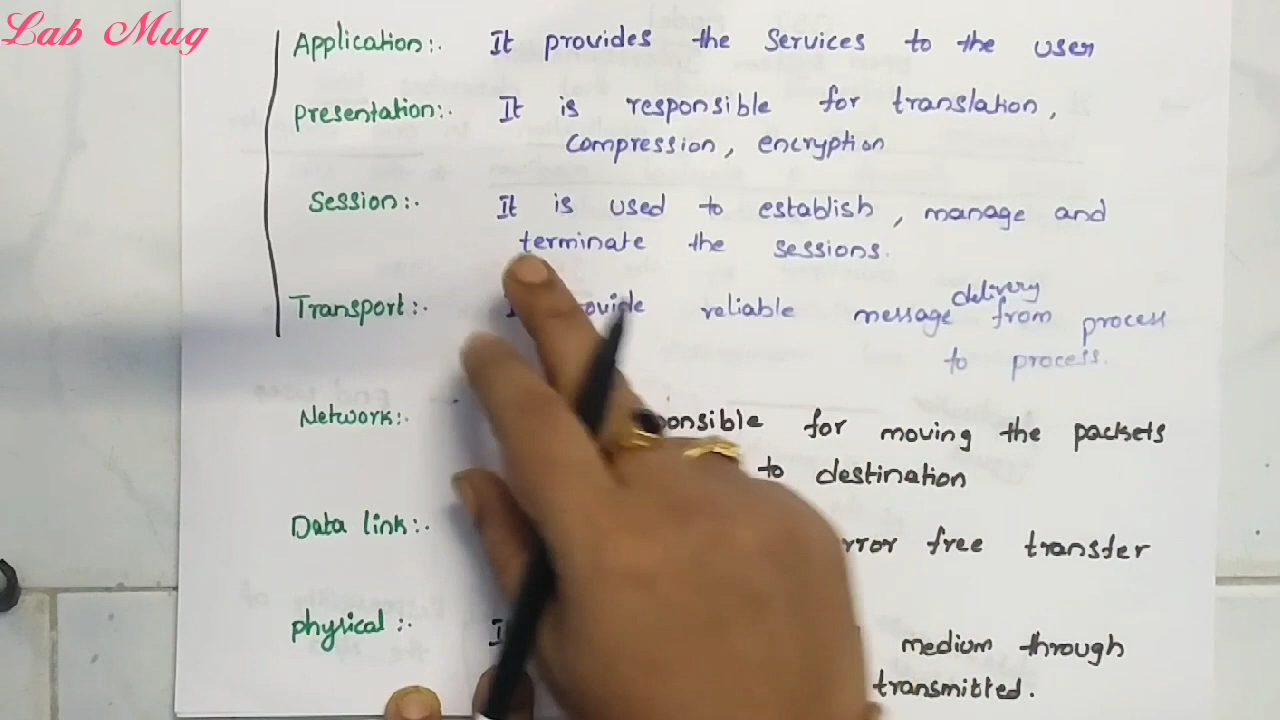 Lab Mug
Application:. It provides the Services to the user
presentation:. It is responsible for translation,
compression, encryption
Session:. It is used to establish, manage and
terminate the sessions.
Transport:. reliable message delivery from process
to process.
Network:. for moving the packets
to destination
Data link:. free transfer
physical:. medium through
transmitted.